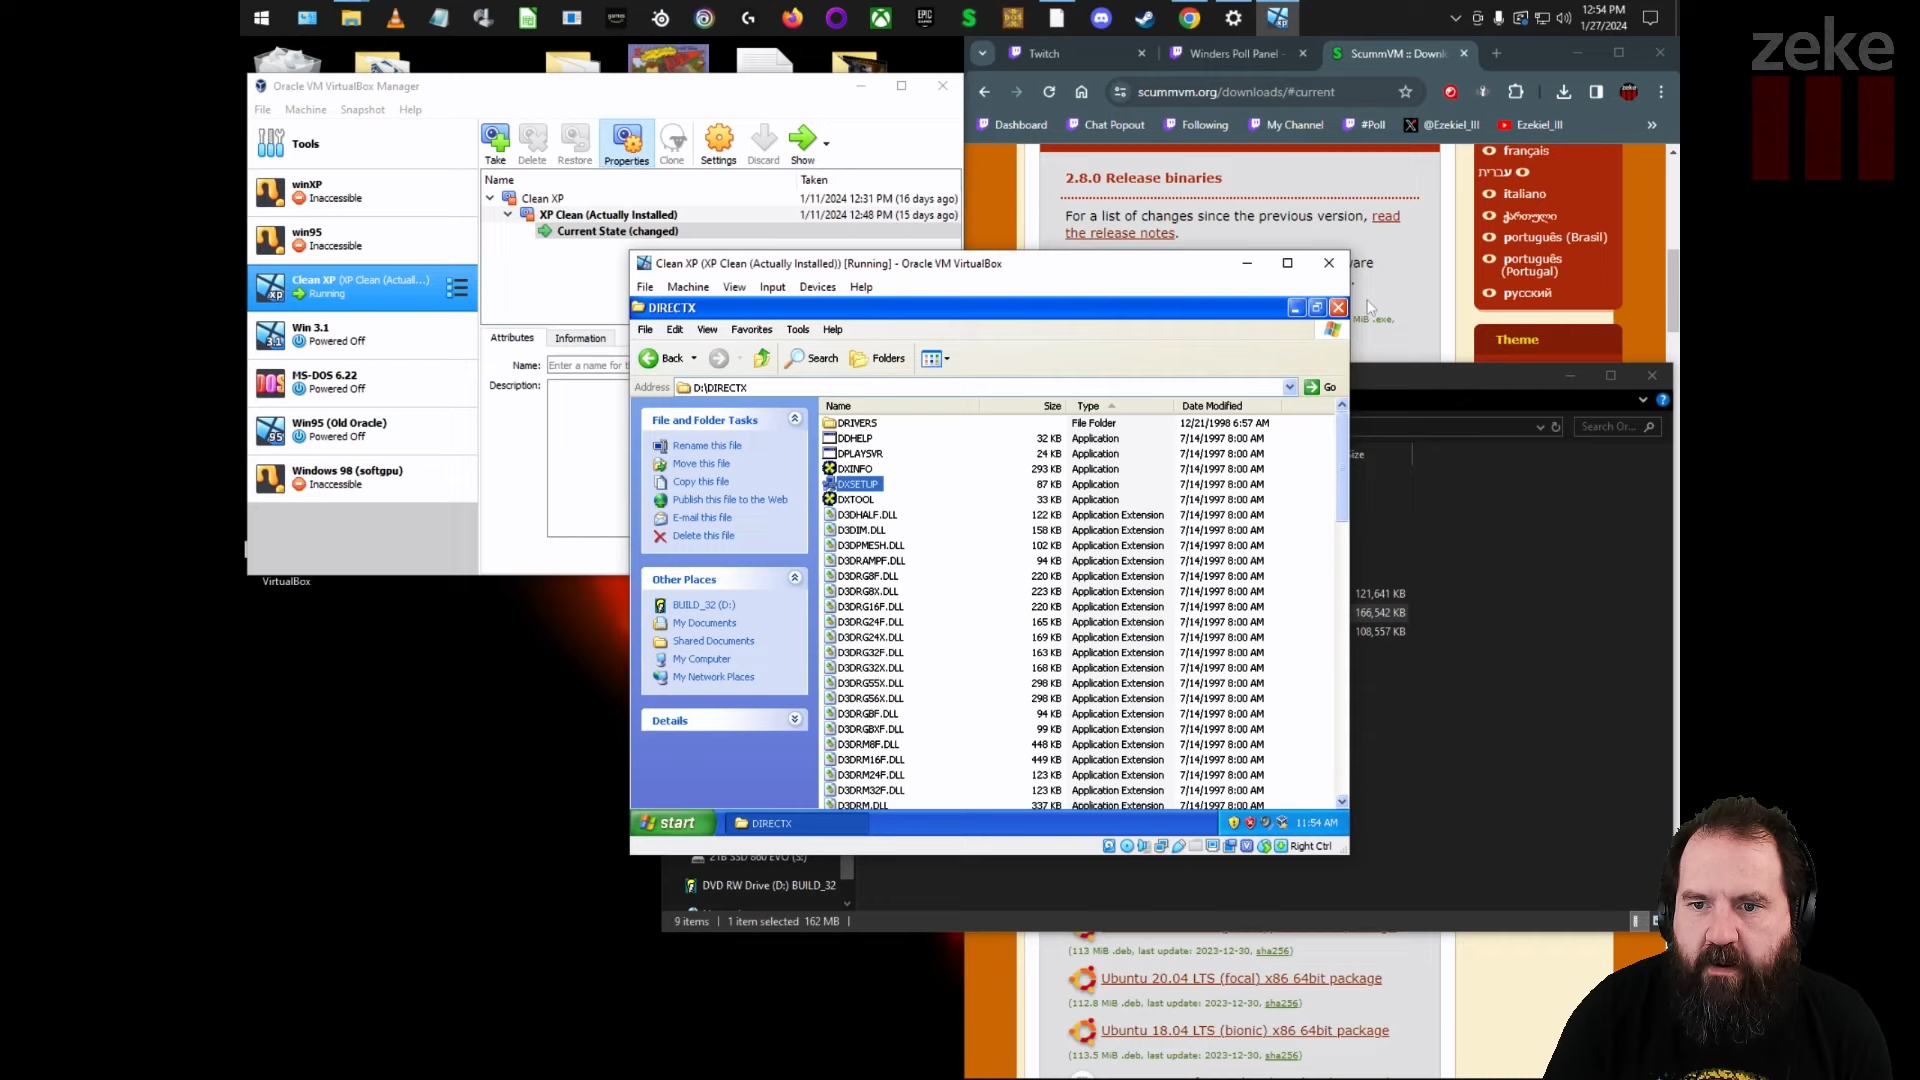 12:54 PM
1/27/2024
zeke
Oracle VM VirtualBox Manager
File Machine Snapshot Help
Tools
Take Delete Restore Properties Clone Settings Discard Show
winXP
Inaccessible
win95
Inaccessible
Clean XP (XP Clean (Actuall...)
Running
Win 3.1
Powered Off
MS-DOS 6.22
Powered Off
Win95 (Old Oracle)
Powered Off
Windows 98 (softgpu)
Inaccessible
Name Taken
Clean XP 1/11/2024 12:31 PM (16 days ago)
XP Clean (Actually Installed) 1/11/2024 12:48 PM (15 days ago)
Current State (changed)
Attributes Information
Name: Enter a name for t
Description:
VirtualBox
Twitch
Winders Poll Panel -
ScummVM :: Downl
scummvm.org/downloads/#current
Dashboard Chat Popout Following My Channel #Poll @Ezekiel_III Ezekiel_III
2.8.0 Release binaries
For a list of changes since the previous version, read
the release notes.
ware
MiB .exe,
français
עברית
italiano
ქართული
português (Brasil)
português
(Portugal)
русский
Theme
Clean XP (XP Clean (Actually Installed)) [Running] - Oracle VM VirtualBox
File Machine View Input Devices Help
DIRECTX
File Edit View Favorites Tools Help
Back Search Folders
Address D:\DIRECTX Go
File and Folder Tasks
Rename this file
Move this file
Copy this file
Publish this file to the Web
E-mail this file
Delete this file
Other Places
BUILD_32 (D:)
My Documents
Shared Documents
My Computer
My Network Places
Details
Name Size Type Date Modified
DRIVERS File Folder 12/21/1998 6:57 AM
DDHELP 32 KB Application 7/14/1997 8:00 AM
DPLAYSVR 24 KB Application 7/14/1997 8:00 AM
DXINFO 293 KB Application 7/14/1997 8:00 AM
DXSETUP 87 KB Application 7/14/1997 8:00 AM
DXTOOL 33 KB Application 7/14/1997 8:00 AM
D3DHALF.DLL 122 KB Application Extension 7/14/1997 8:00 AM
D3DIM.DLL 158 KB Application Extension 7/14/1997 8:00 AM
D3DPMESH.DLL 102 KB Application Extension 7/14/1997 8:00 AM
D3DRAMPF.DLL 94 KB Application Extension 7/14/1997 8:00 AM
D3DRG8F.DLL 220 KB Application Extension 7/14/1997 8:00 AM
D3DRG8X.DLL 223 KB Application Extension 7/14/1997 8:00 AM
D3DRG16F.DLL 220 KB Application Extension 7/14/1997 8:00 AM
D3DRG24F.DLL 165 KB Application Extension 7/14/1997 8:00 AM
D3DRG24X.DLL 169 KB Application Extension 7/14/1997 8:00 AM
D3DRG32F.DLL 163 KB Application Extension 7/14/1997 8:00 AM
D3DRG32X.DLL 168 KB Application Extension 7/14/1997 8:00 AM
D3DRG55X.DLL 298 KB Application Extension 7/14/1997 8:00 AM
D3DRG56X.DLL 298 KB Application Extension 7/14/1997 8:00 AM
D3DRGBF.DLL 94 KB Application Extension 7/14/1997 8:00 AM
D3DRGBXF.DLL 99 KB Application Extension 7/14/1997 8:00 AM
D3DRM8F.DLL 448 KB Application Extension 7/14/1997 8:00 AM
D3DRM16F.DLL 449 KB Application Extension 7/14/1997 8:00 AM
D3DRM24F.DLL 123 KB Application Extension 7/14/1997 8:00 AM
D3DRM32F.DLL 123 KB Application Extension 7/14/1997 8:00 AM
D3DRM.DLL 337 KB Application Extension 7/14/1997 8:00 AM
start DIRECTX 11:54 AM
Right Ctrl
Search Or...
121,641 KB
166,542 KB
108,557 KB
2TB SSD 860 EVO (S:)
DVD RW Drive (D:) BUILD_32
9 items 1 item selected 162 MB
(113 MiB .deb, last update: 2023-12-30, sha256)
Ubuntu 20.04 LTS (focal) x86 64bit package
(112.8 MiB .deb, last update: 2023-12-30, sha256)
Ubuntu 18.04 LTS (bionic) x86 64bit package
(113.5 MiB .deb, last update: 2023-12-30, sha256)